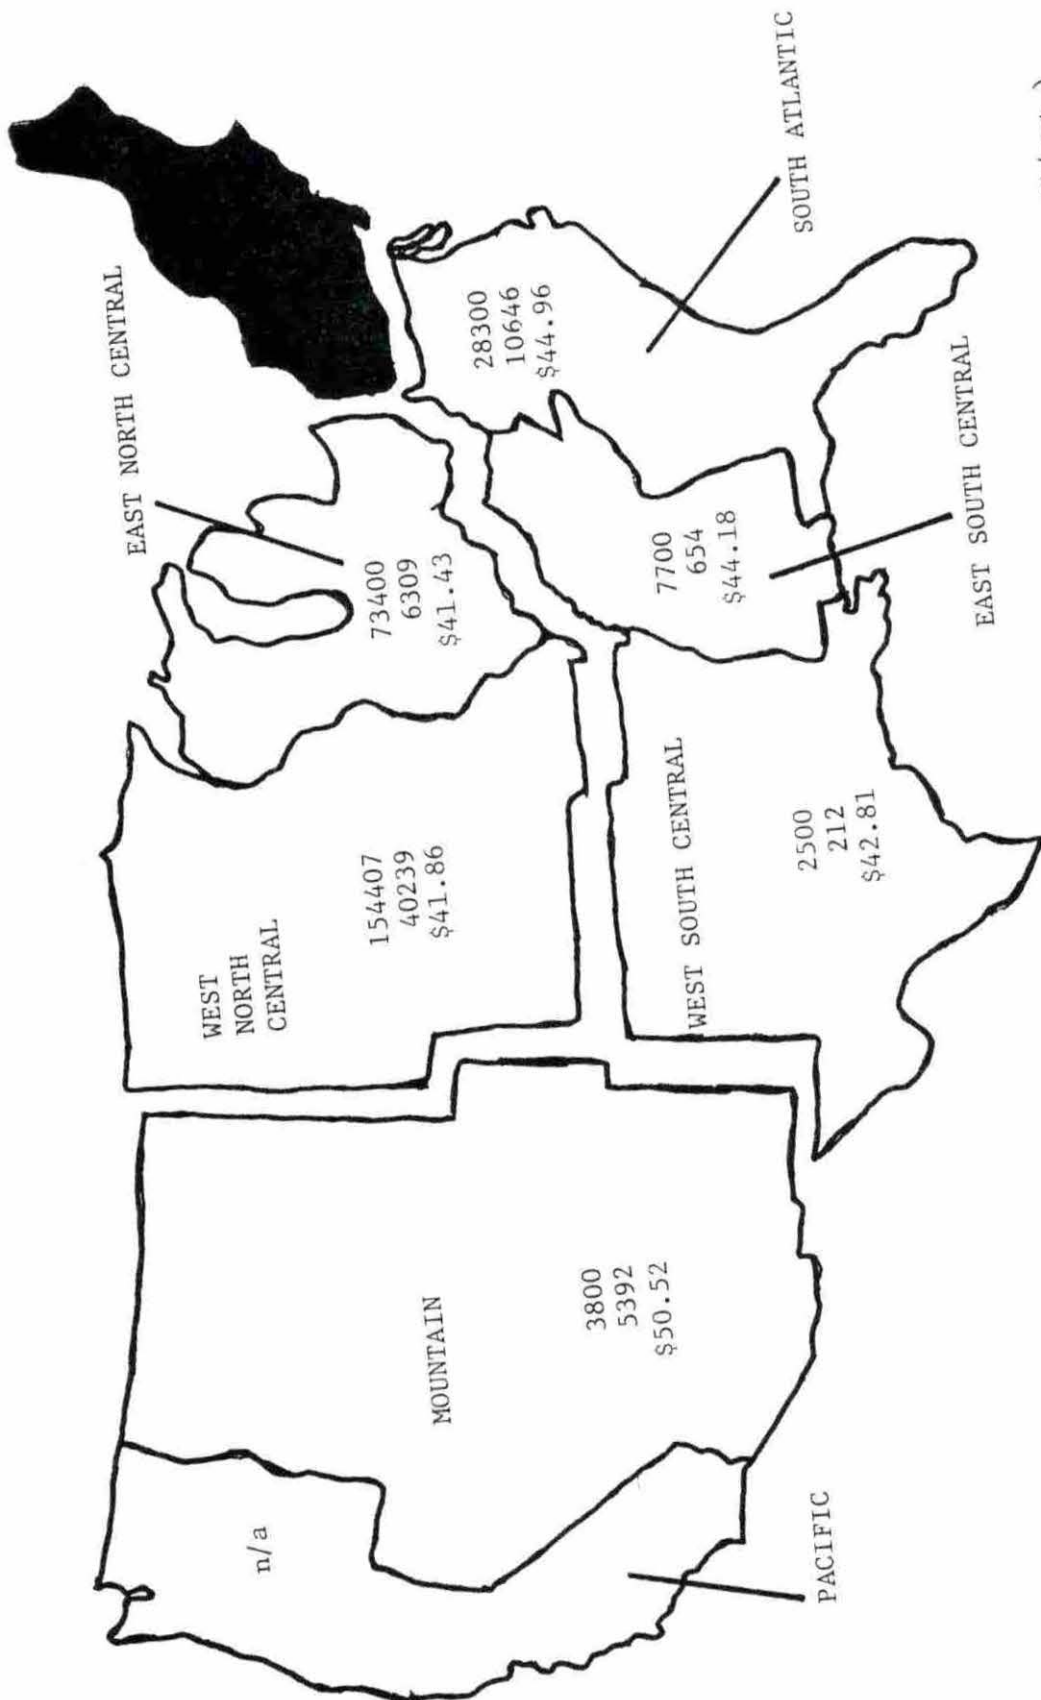 WEST
NORTH
CENTRAL
154407
40239
$41.86
EAST NORTH CENTRAL
73400
6309
$41.43
28300
10646
$44.96
SOUTH ATLANTIC
MOUNTAIN
3800
5392
$50.52
n/a
PACIFIC
WEST SOUTH CENTRAL
2500
212
$42.81
7700
654
$44.18
EAST SOUTH CENTRAL